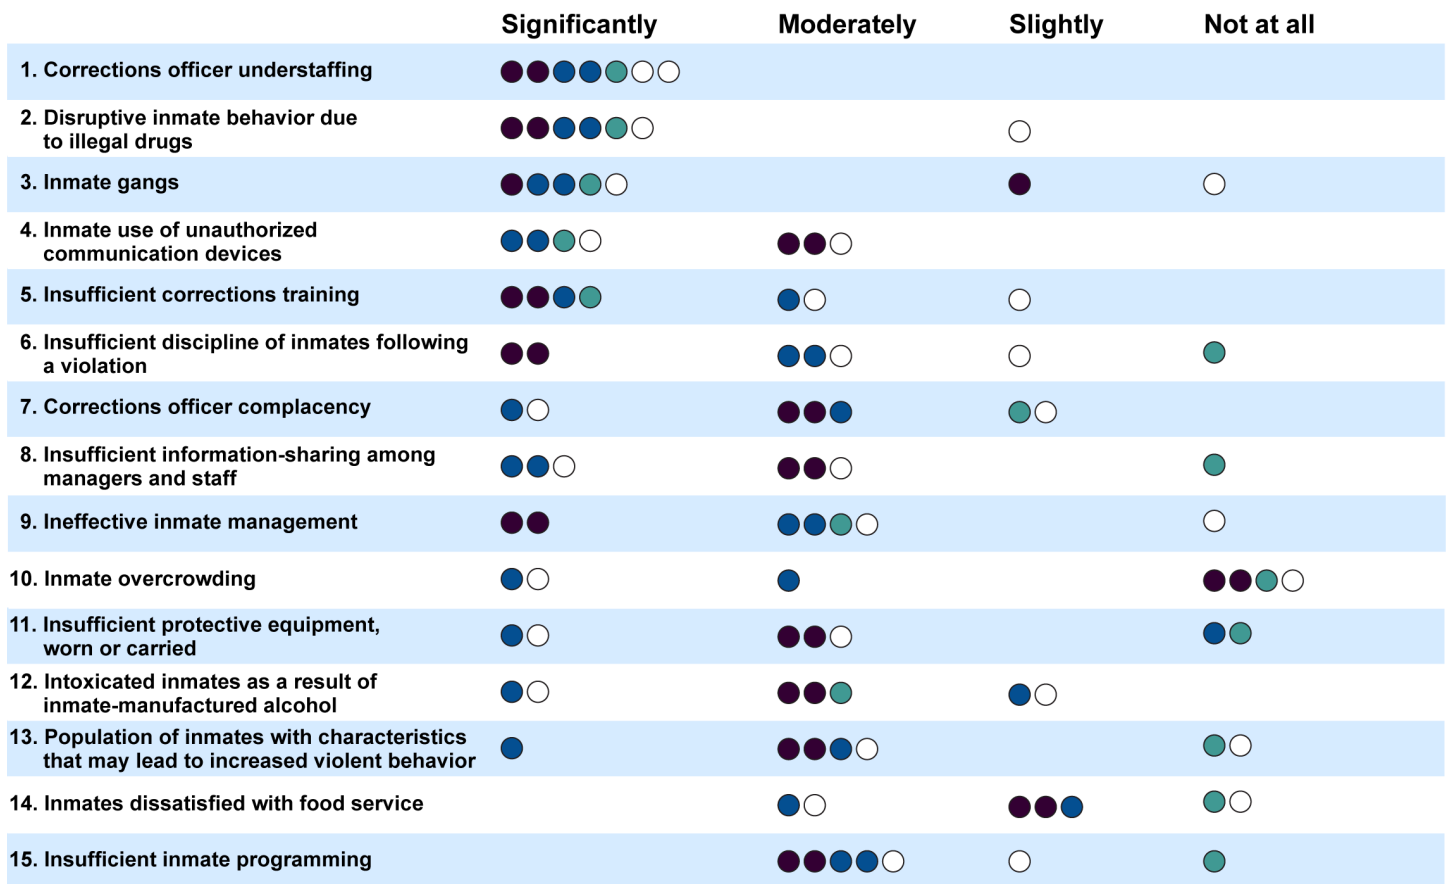 Significantly Moderately Slightly Not at all
1. Corrections officer understaffing
2. Disruptive inmate behavior due
to illegal drugs
3. Inmate gangs
4. Inmate use of unauthorized
communication devices
5. Insufficient corrections training
6. Insufficient discipline of inmates following
a violation
7. Corrections officer complacency
8. Insufficient information-sharing among
managers and staff
9. Ineffective inmate management
10. Inmate overcrowding
11. Insufficient protective equipment,
worn or carried
12. Intoxicated inmates as a result of
inmate-manufactured alcohol
13. Population of inmates with characteristics
that may lead to increased violent behavior
14. Inmates dissatisfied with food service
15. Insufficient inmate programming